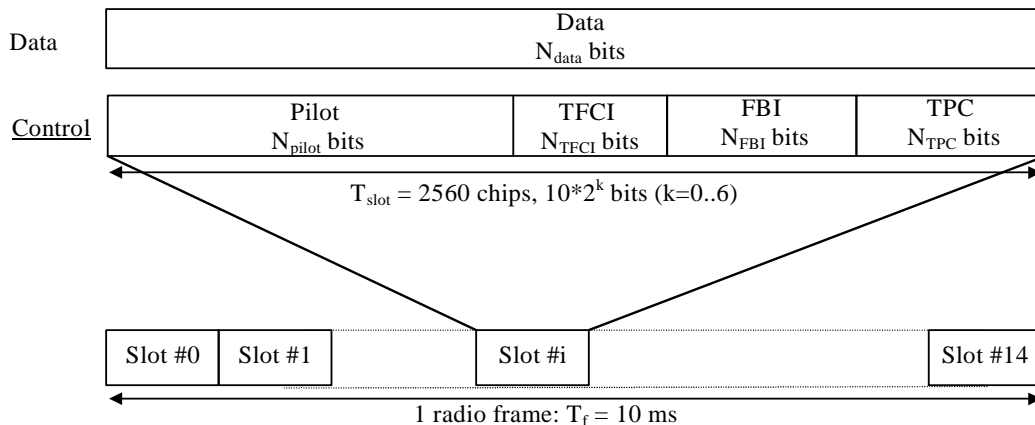 Data
Data
N_data bits
Control
Pilot
N_pilot bits
TFCI
N_TFCI bits
FBI
N_FBI bits
TPC
N_TPC bits
T_slot = 2560 chips, 10*2^k bits (k=0..6)
Slot #0
Slot #1
Slot #i
Slot #14
1 radio frame: T_f = 10 ms